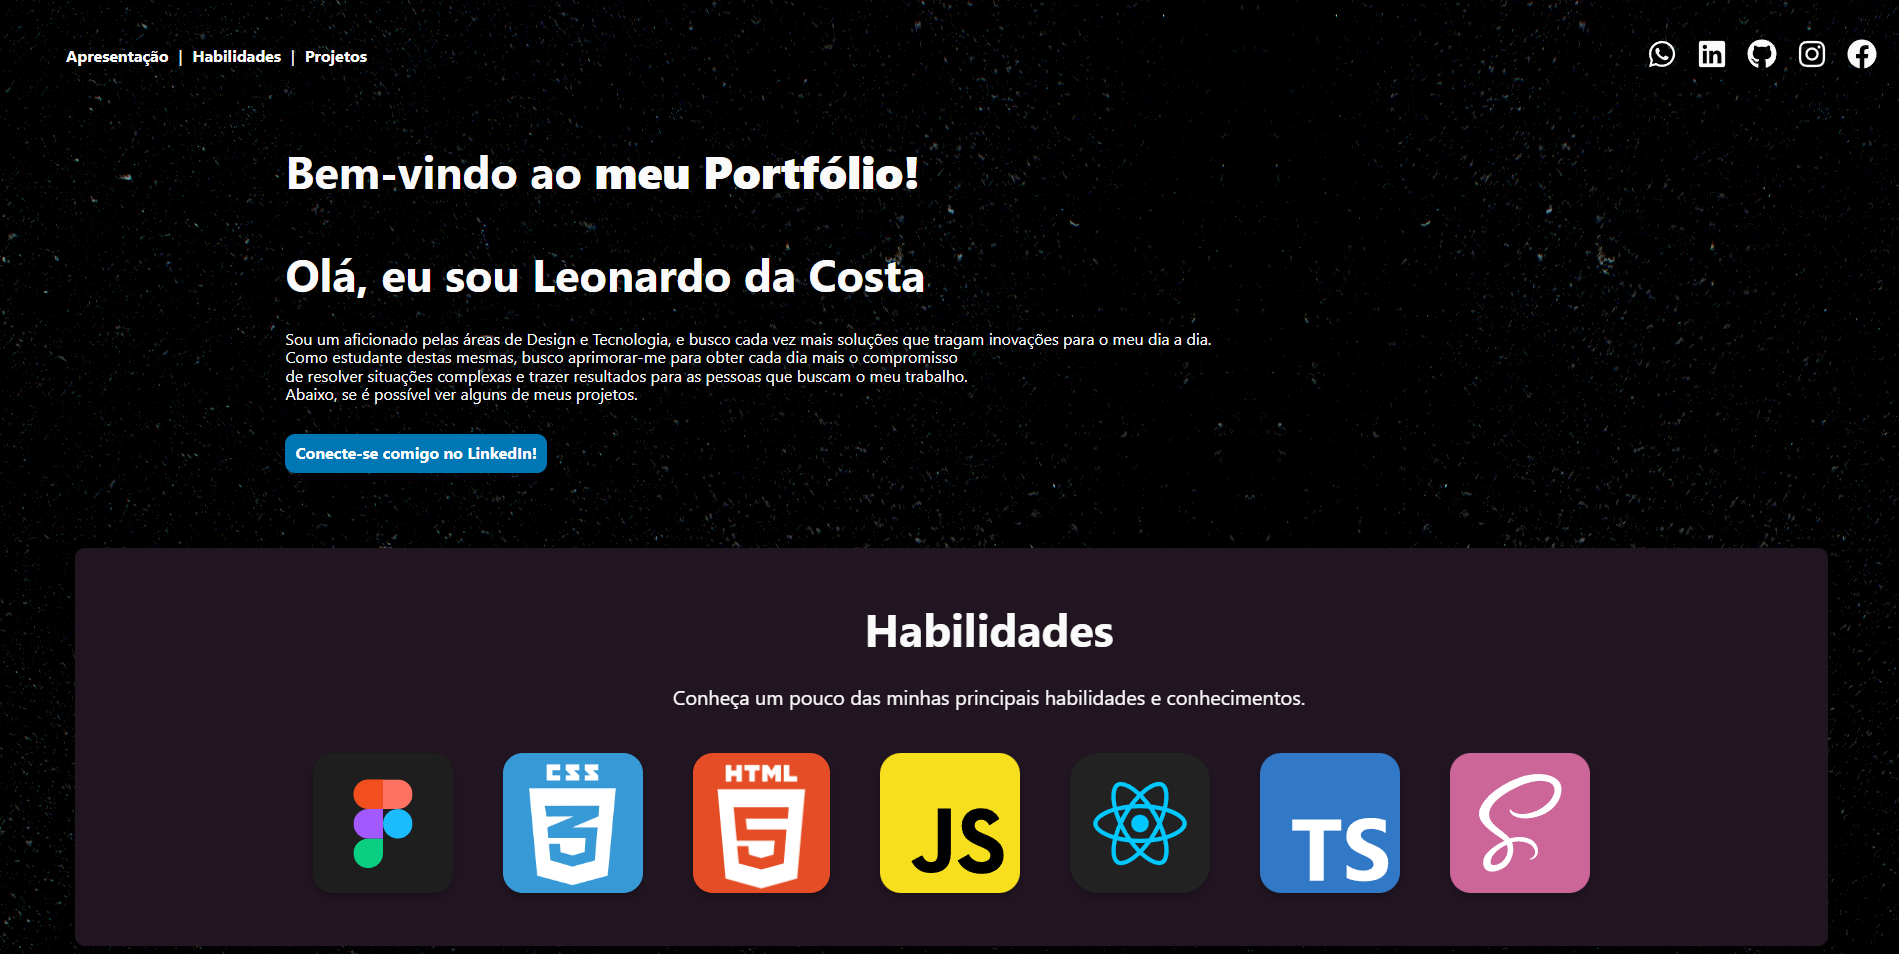 Apresentação | Habilidades | Projetos
Bem-vindo ao meu Portfólio!
Olá, eu sou Leonardo da Costa
Sou um aficionado pelas áreas de Design e Tecnologia, e busco cada vez mais soluções que tragam inovações para o meu dia a dia.
Como estudante destas mesmas, busco aprimorar-me para obter cada dia mais o compromisso
de resolver situações complexas e trazer resultados para as pessoas que buscam o meu trabalho.
Abaixo, se é possível ver alguns de meus projetos.
Conecte-se comigo no LinkedIn!
Habilidades
Conheça um pouco das minhas principais habilidades e conhecimentos.
CSS HTML
3 5 JS TS